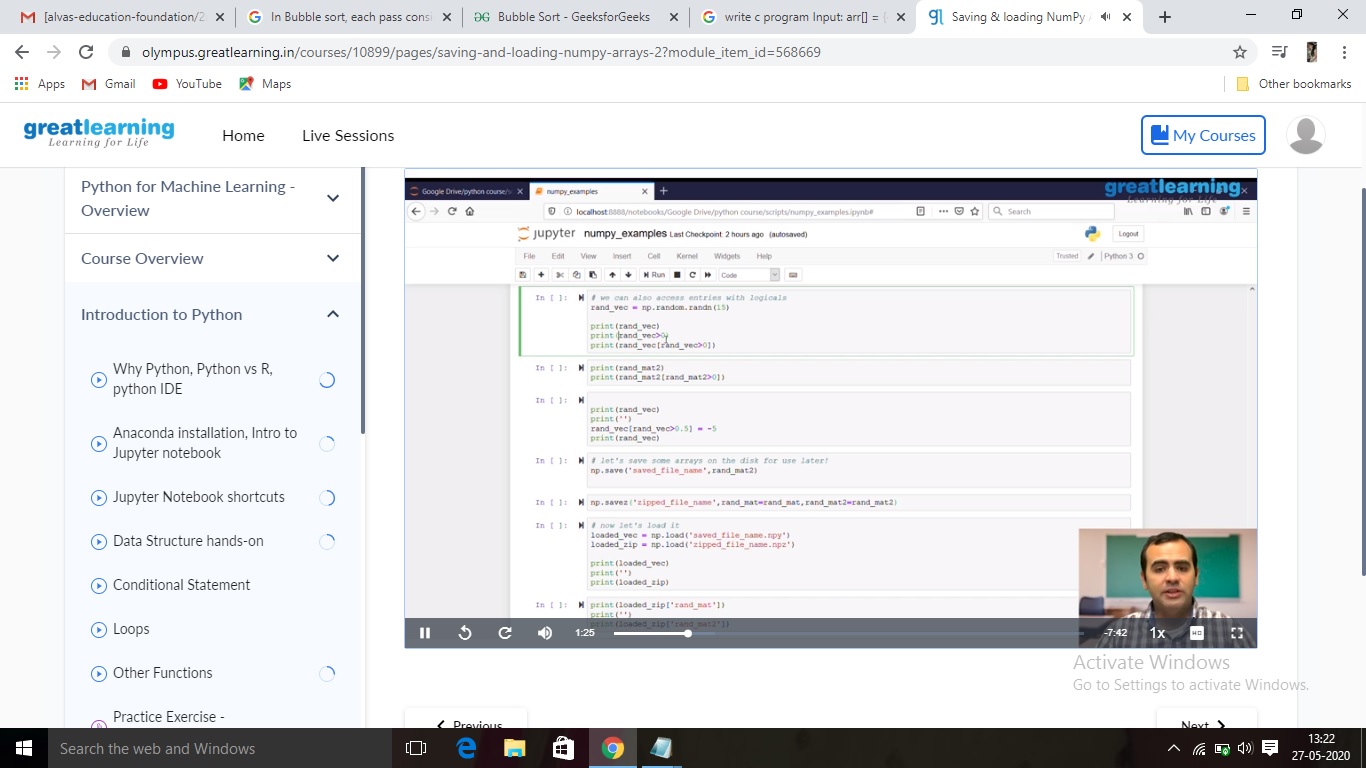 [alvas-education-foundation/2
In Bubble sort, each pass consi
Bubble Sort - GeeksforGeeks
write c program Input: arr[] = {
Saving & loading NumPy
olympus.greatlearning.in/courses/10899/pages/saving-and-loading-numpy-arrays-2?module_item_id=568669
Apps Gmail YouTube Maps Other bookmarks
greatlearning
Learning for Life
Home Live Sessions My Courses
Python for Machine Learning -
Overview
Course Overview
Introduction to Python
Why Python, Python vs R,
python IDE
Anaconda installation, Intro to
Jupyter notebook
Jupyter Notebook shortcuts
Data Structure hands-on
Conditional Statement
Loops
Other Functions
Practice Exercise -
Google Drive/python course/s
numpy_examples
greatlearning
Learning for Life
localhost:8888/notebooks/Google Drive/python course/scripts/numpy_examples.ipynb#
Search
jupyter numpy_examples Last Checkpoint: 2 hours ago (autosaved)
Logout
File Edit View Insert Cell Kernel Widgets Help
Trusted Python 3
Run Code
In [ ]: # we can also access entries with logicals
rand_vec = np.random.randn(15)
print(rand_vec)
print(rand_vec>0)
print(rand_vec[rand_vec>0])
In [ ]: print(rand_mat2)
print(rand_mat2[rand_mat2>0])
In [ ]:
print(rand_vec)
print('')
rand_vec[rand_vec>0.5] = -5
print(rand_vec)
In [ ]: # let's save some arrays on the disk for use later!
np.save('saved_file_name',rand_mat2)
In [ ]: np.savez('zipped_file_name',rand_mat=rand_mat,rand_mat2=rand_mat2)
In [ ]: # now let's load it
loaded_vec = np.load('saved_file_name.npy')
loaded_zip = np.load('zipped_file_name.npz')
print(loaded_vec)
print('')
print(loaded_zip)
In [ ]: print(loaded_zip['rand_mat'])
print('')
print(loaded_zip['rand_mat2'])
1:25 -7:42 1x HD
Activate Windows
Go to Settings to activate Windows.
Previous Next
Search the web and Windows
13:22
27-05-2020